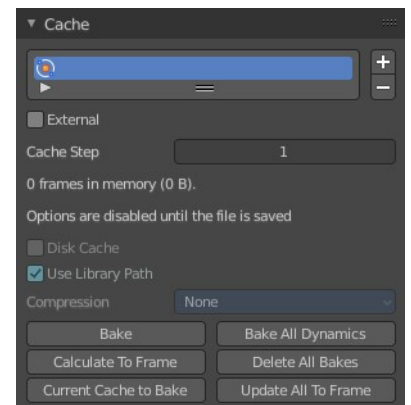 Cache
External
Cache Step 1
0 frames in memory (0 B).
Options are disabled until the file is saved
Disk Cache
Use Library Path
Compression None
Bake Bake All Dynamics
Calculate To Frame Delete All Bakes
Current Cache to Bake Update All To Frame